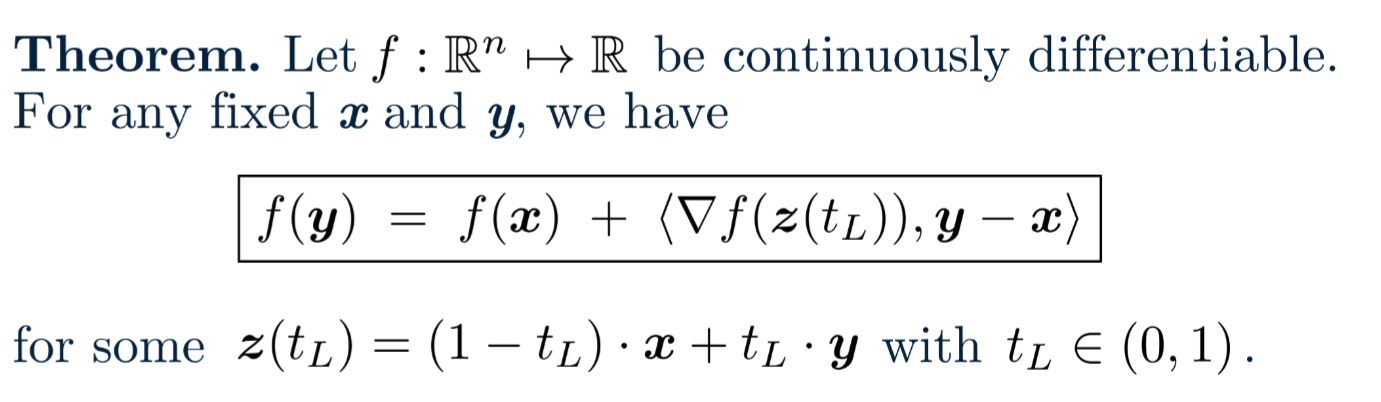 Theorem. Let f : ℝⁿ ↦ ℝ be continuously differentiable.
For any fixed x and y, we have
f(y) = f(x) + ⟨∇f(z(t_L)), y − x⟩
for some z(t_L) = (1 − t_L) · x + t_L · y with t_L ∈ (0, 1) .